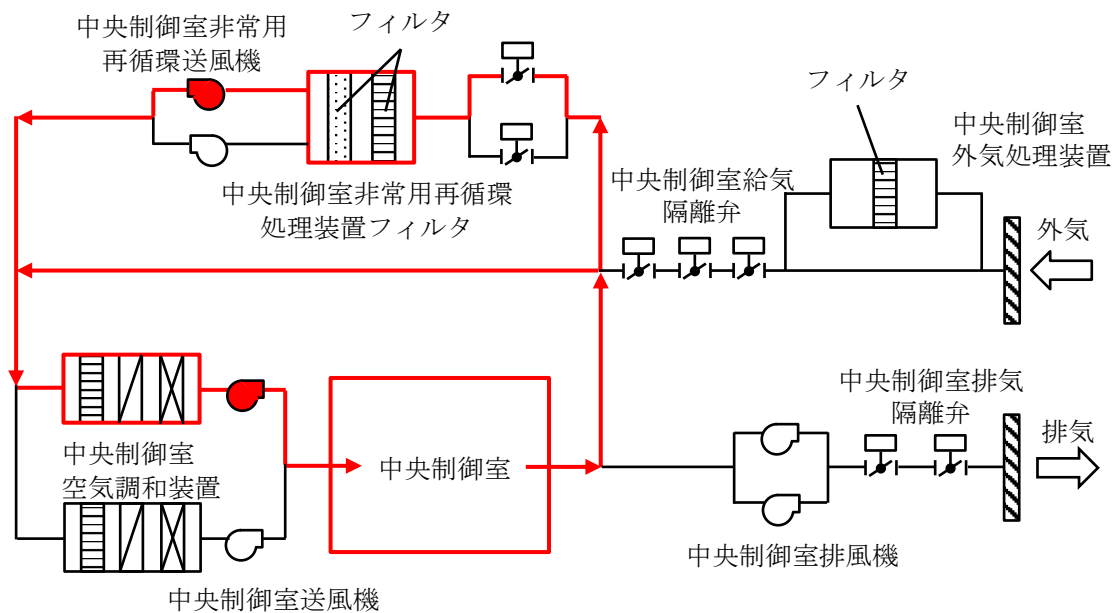 中央制御室非常用
再循環送風機
フィルタ
フィルタ
中央制御室
外気処理装置
中央制御室給気
隔離弁
中央制御室非常用再循環
処理装置フィルタ
外気
中央制御室排気
隔離弁
排気
中央制御室
空気調和装置
中央制御室
中央制御室排風機
中央制御室送風機